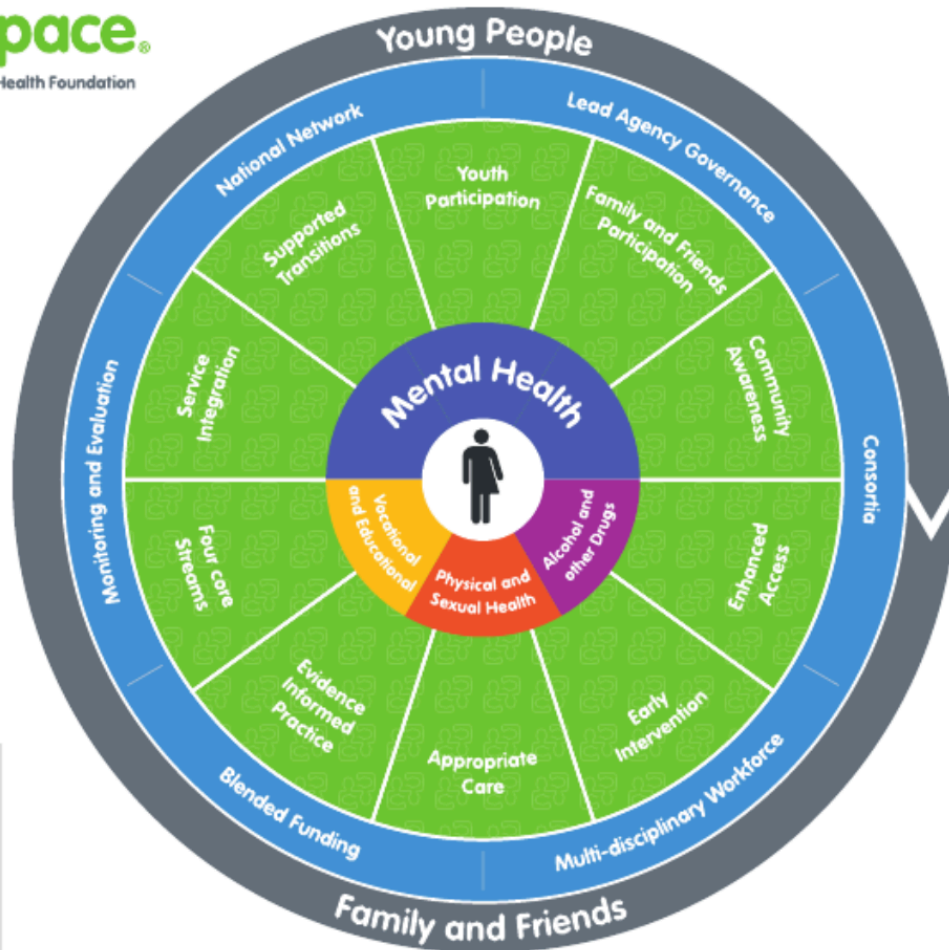 pace®
Health Foundation
Young People
National Network
Lead Agency Governance
Consortia
Multi-disciplinary Workforce
Blended Funding
Monitoring and Evaluation
Youth
Participation
Family and Friends
Participation
Community
Awareness
Enhanced
Access
Early
Intervention
Appropriate
Care
Evidence
Informed
Practice
Four care
Streams
Service
Integration
Supported
Transitions
Mental Health
Alcohol and
other Drugs
Physical and
Sexual Health
Vocational
and Educational
Family and Friends